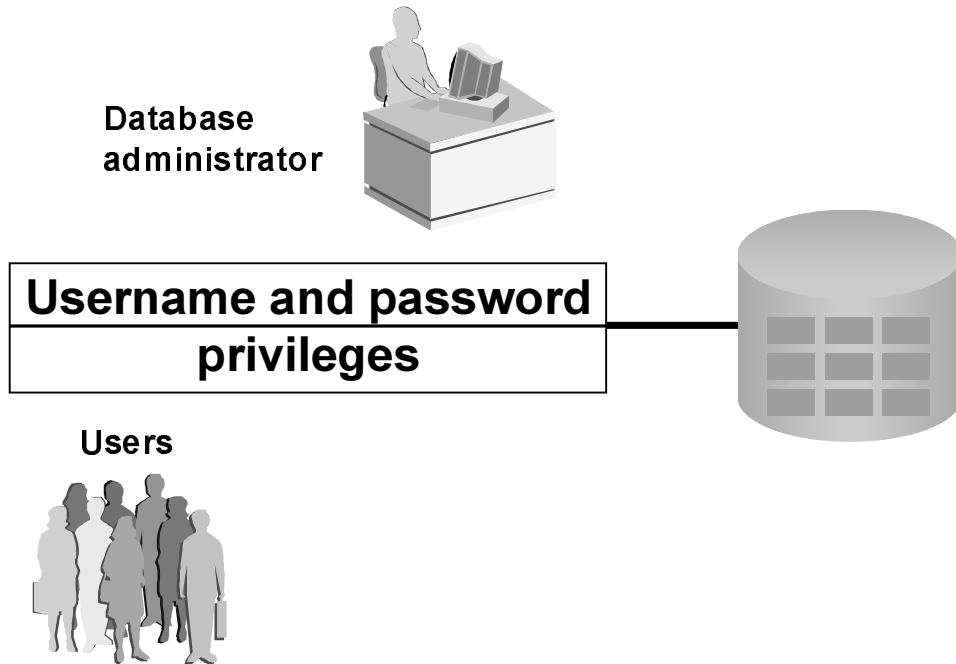 Database
administrator
Username and password
privileges
Users